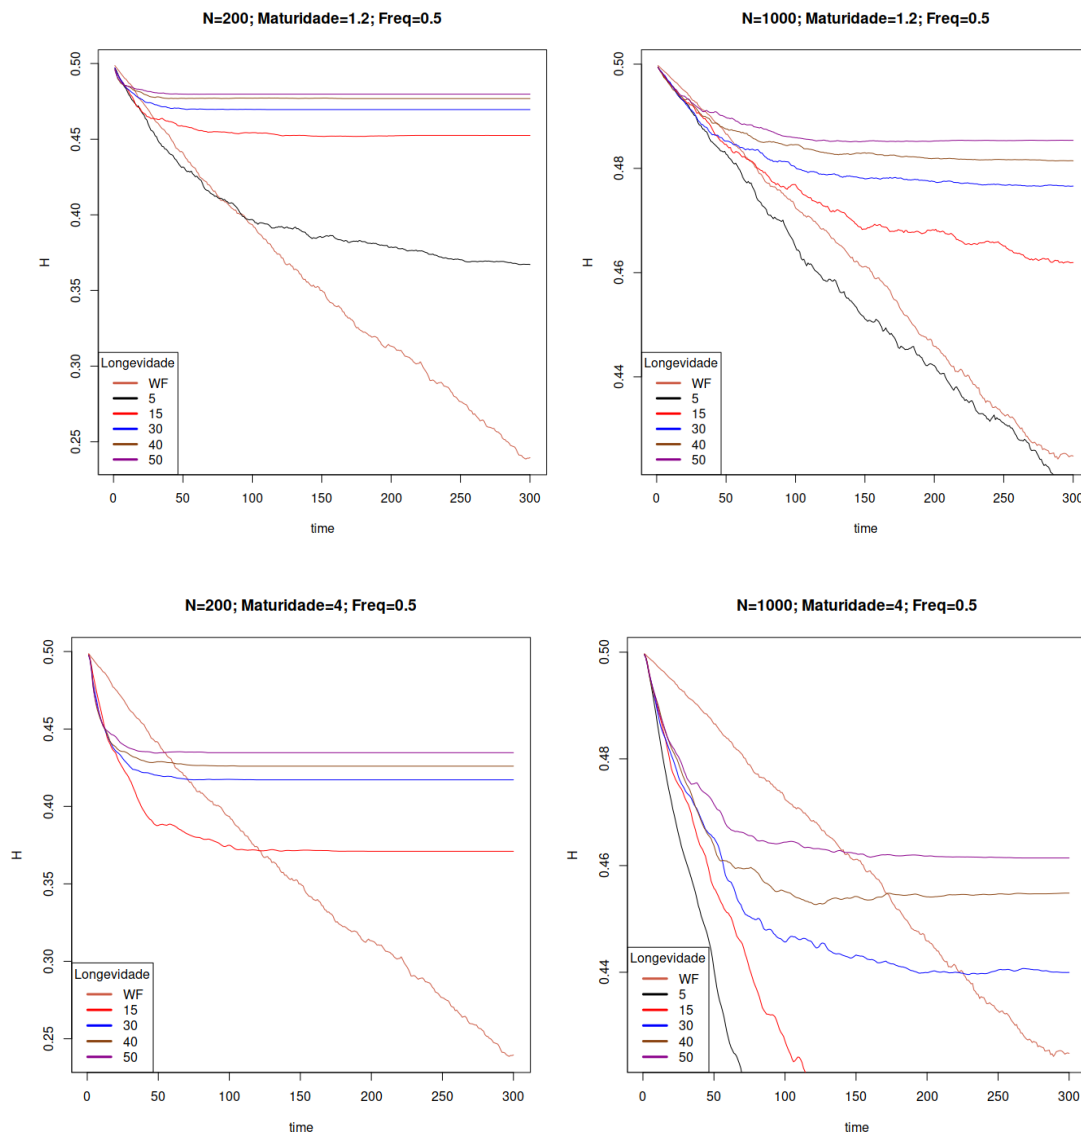 N=200; Maturidade=1.2; Freq=0.5
H
0.50
0.45
0.40
0.35
0.30
0.25
Longevidade
WF
5
15
30
40
50
0 50 100 150 200 250 300
time
N=1000; Maturidade=1.2; Freq=0.5
H
0.50
0.48
0.46
0.44
Longevidade
WF
5
15
30
40
50
0 50 100 150 200 250 300
time
N=200; Maturidade=4; Freq=0.5
H
0.50
0.45
0.40
0.35
0.30
0.25
Longevidade
WF
15
30
40
50
0 50 100 150 200 250 300
time
N=1000; Maturidade=4; Freq=0.5
H
0.50
0.48
0.46
0.44
Longevidade
WF
5
15
30
40
50
0 50 100 150 200 250 300
time